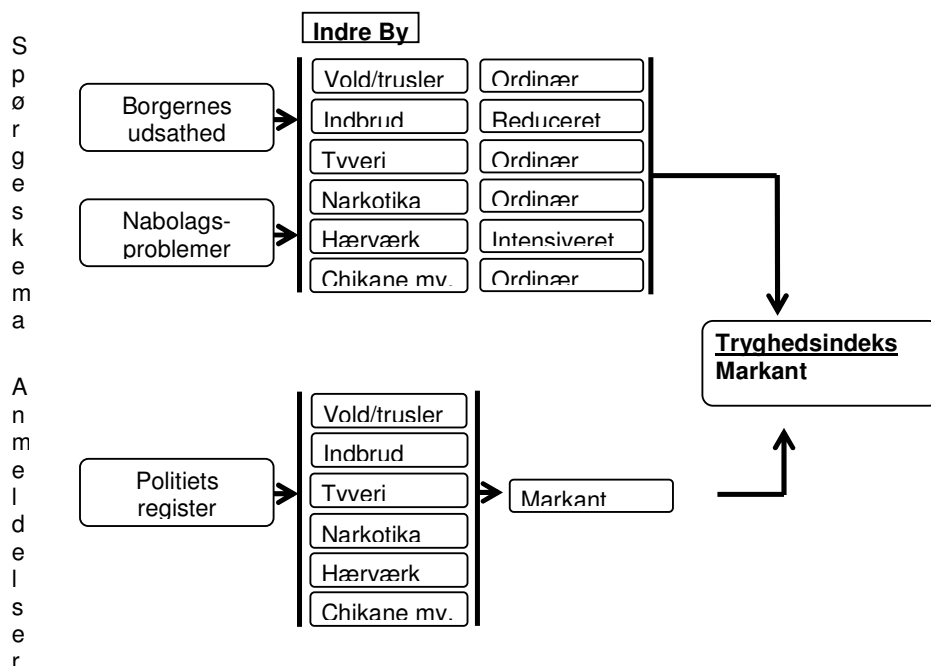 Indre By
Spørgeskema
Borgernes
udsathed
Nabolags-
problemer
Vold/trusler Ordinær
Indbrud Reduceret
Tyveri Ordinær
Narkotika Ordinær
Hærværk Intensiveret
Chikane mv. Ordinær
Tryghedsindeks
Markant
Anmeldelser
Politiets
register
Vold/trusler
Indbrud
Tyveri
Narkotika
Hærværk
Chikane mv.
Markant